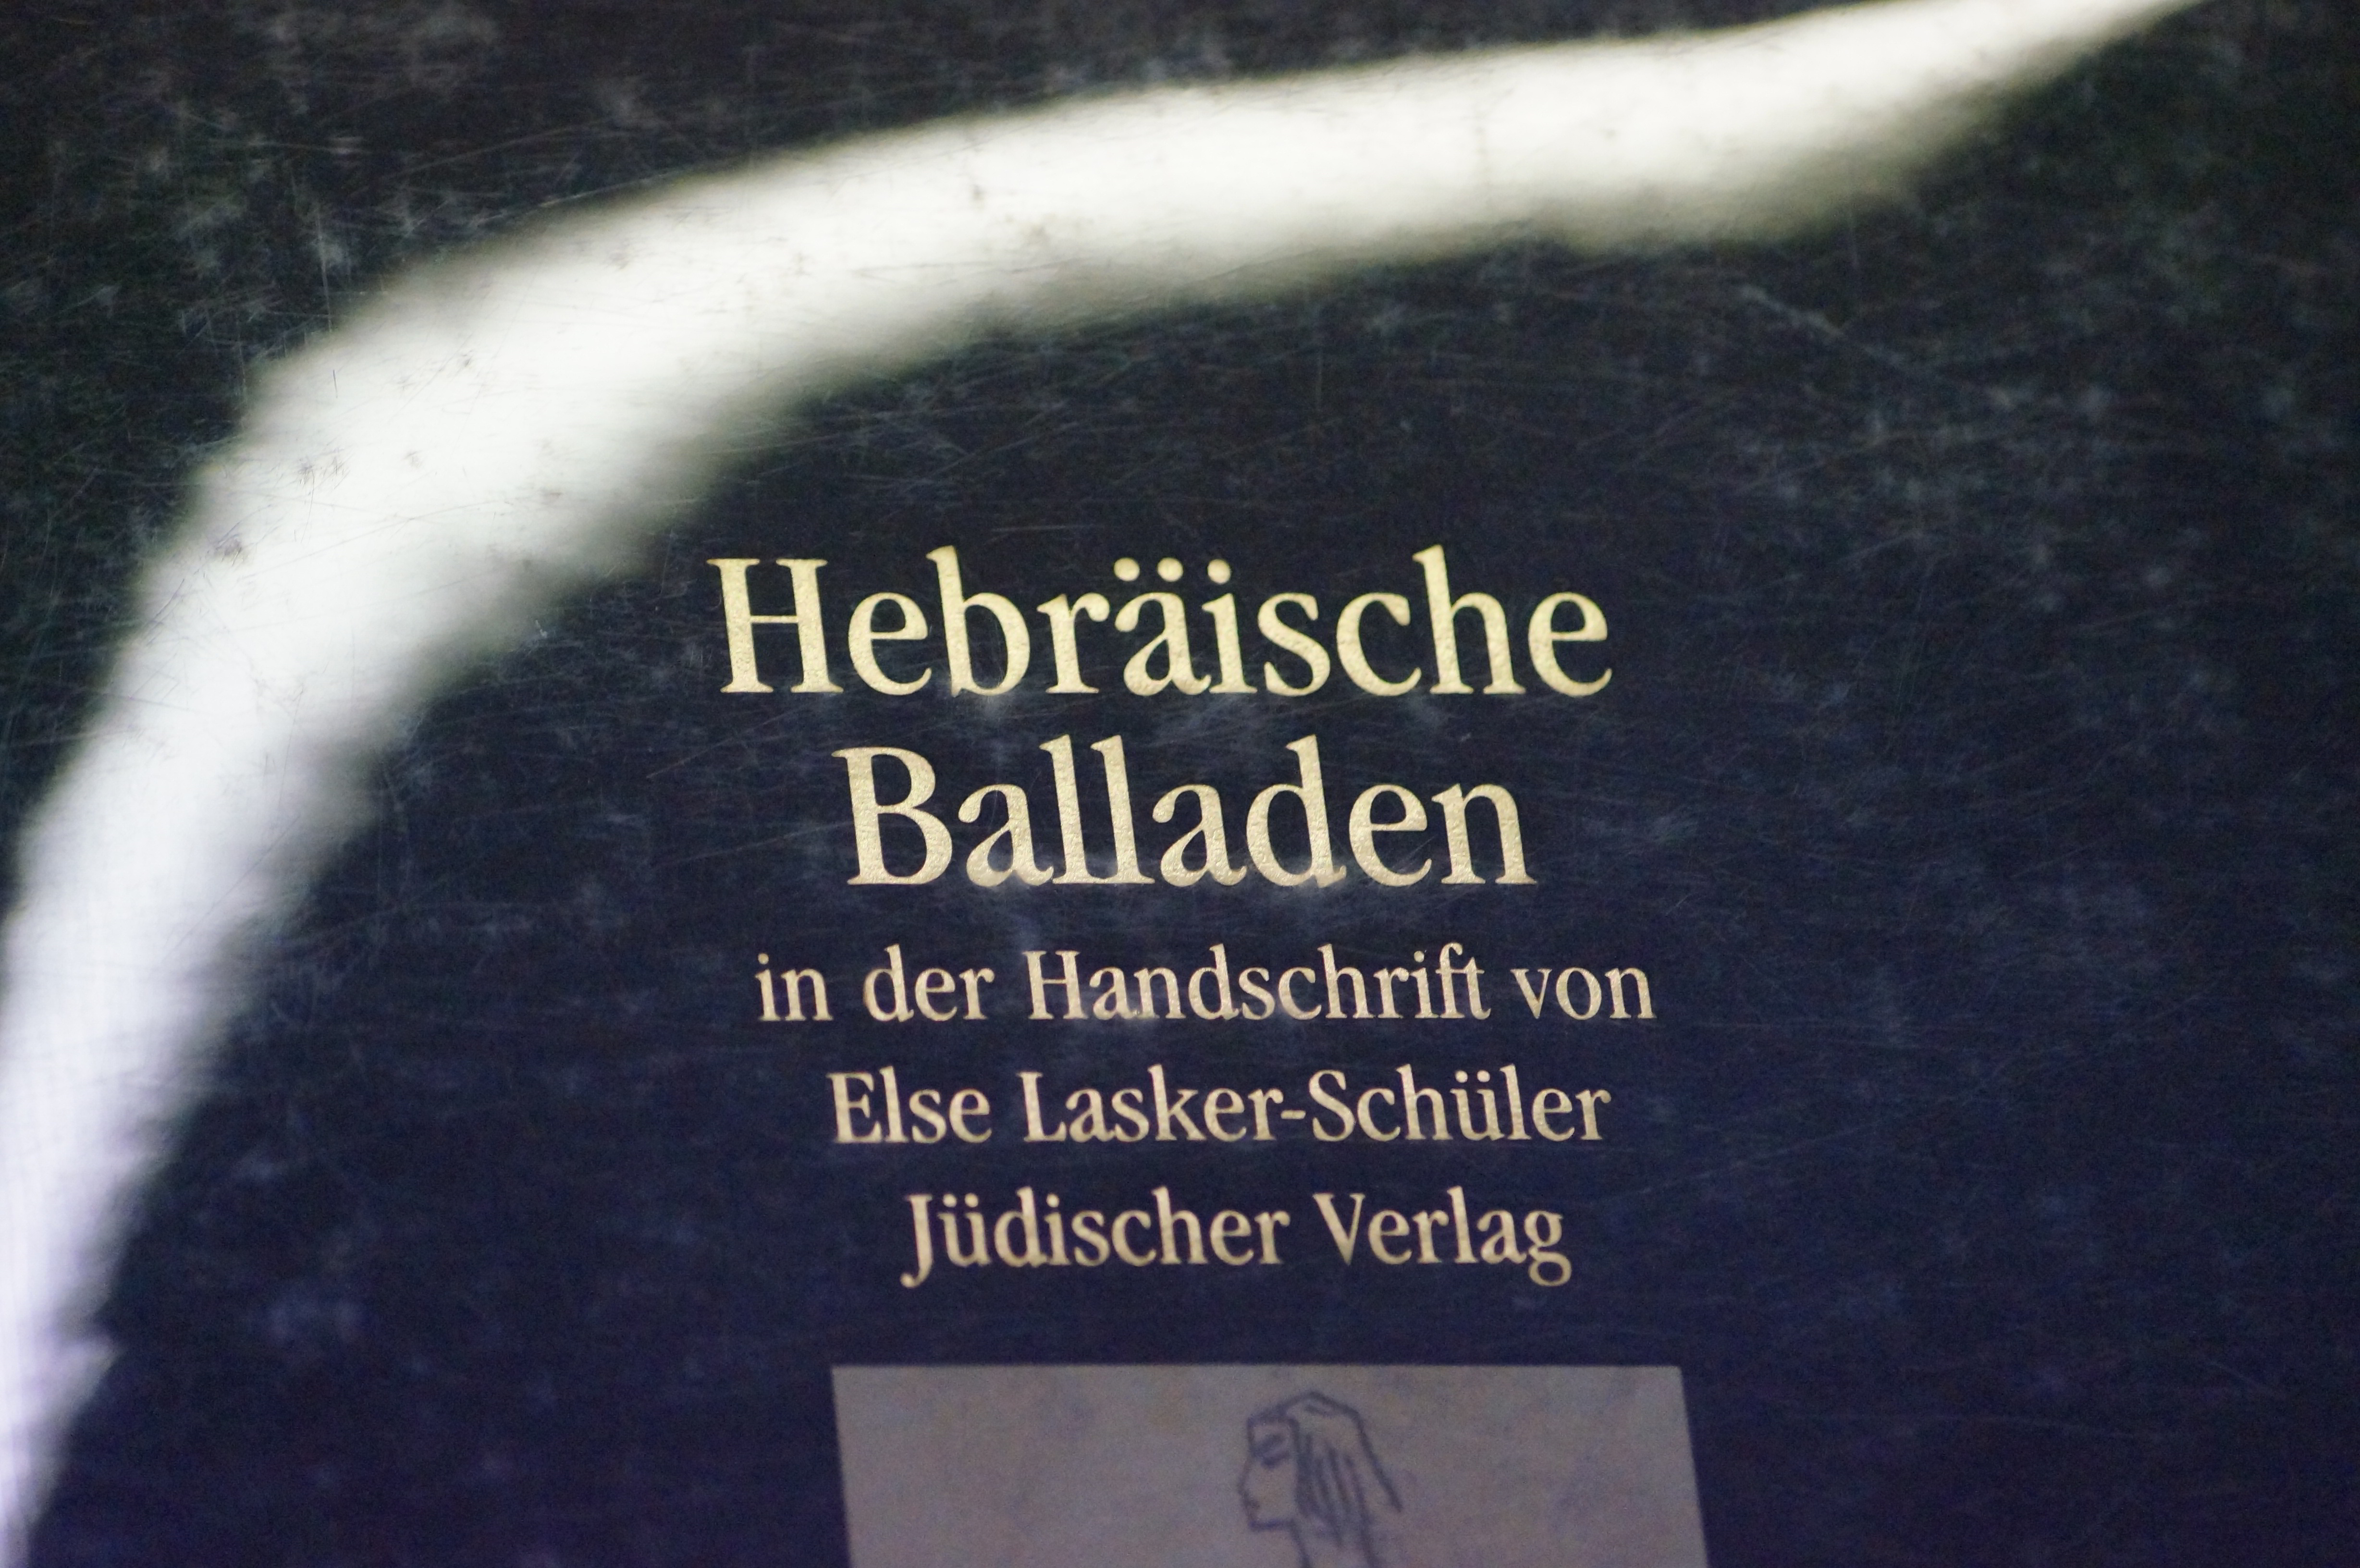 Hebräische
Balladen
in der Handschrift von
Else Lasker-Schüler
Jüdischer Verlag